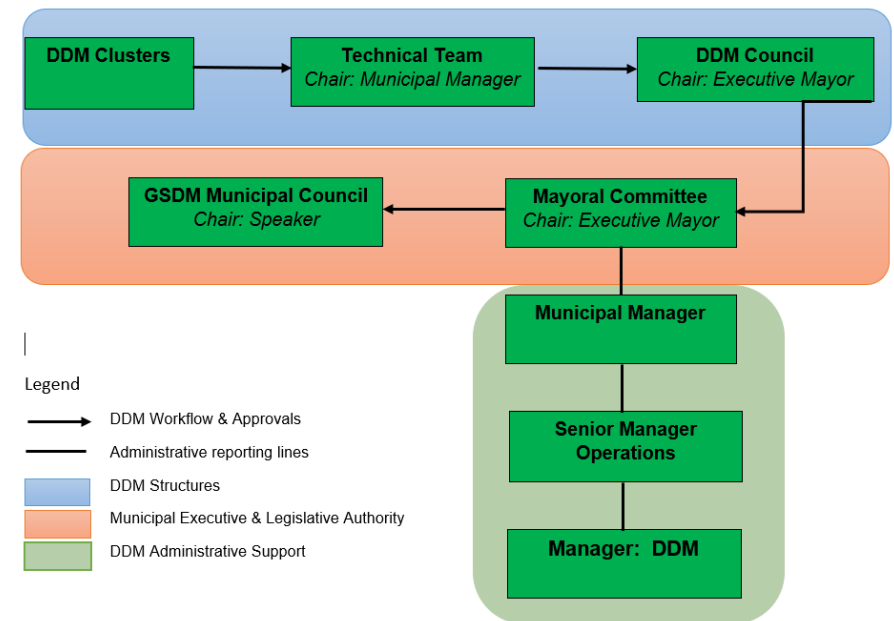 DDM Clusters
Technical Team
Chair: Municipal Manager
DDM Council
Chair: Executive Mayor
GSDM Municipal Council
Chair: Speaker
Mayoral Committee
Chair: Executive Mayor
Municipal Manager
Senior Manager
Operations
Manager: DDM
Legend
DDM Workflow & Approvals
Administrative reporting lines
DDM Structures
Municipal Executive & Legislative Authority
DDM Administrative Support